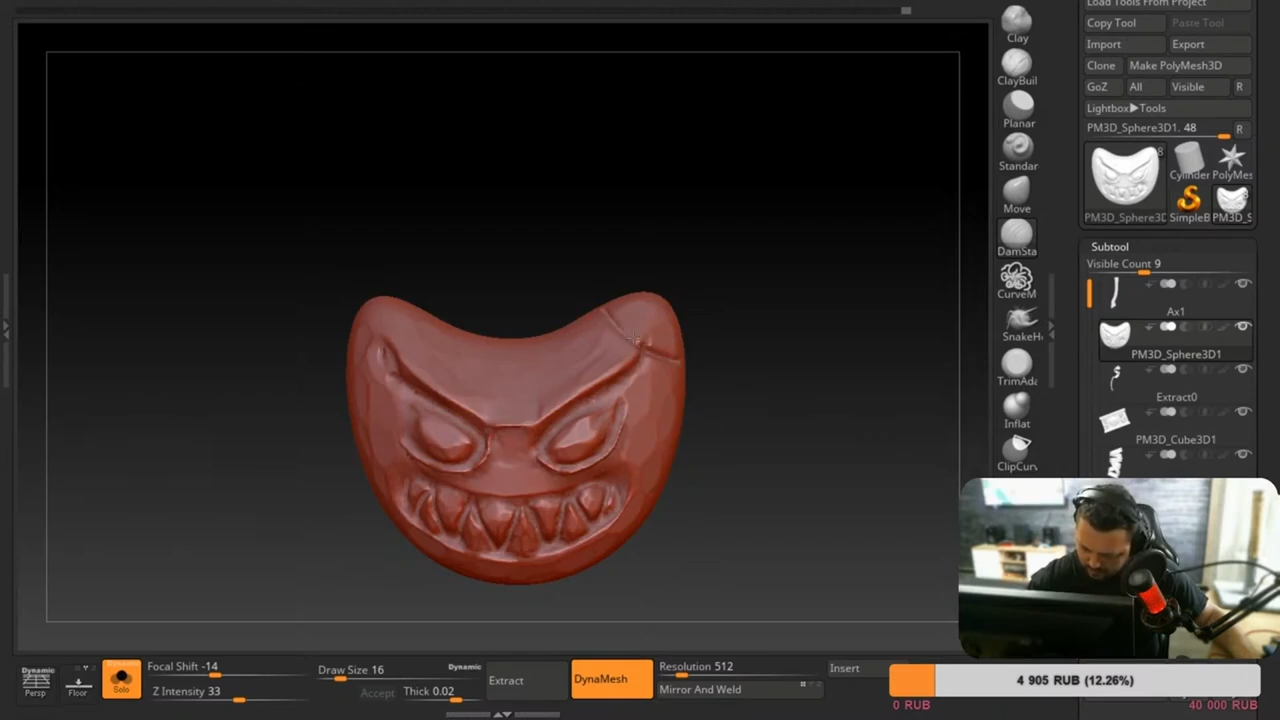 Load Tools From Project
Copy Tool
Paste Tool
Import
Export
Clone
Make PolyMesh3D
GoZ
All
Visible
R
Lightbox▶Tools
PM3D_Sphere3D1. 48
R
Cylinder
PolyMes
PM3D_Sphere3D
SimpleB
PM3D_S
Subtool
Visible Count 9
Ax1
PM3D_Sphere3D1
Extract0
PM3D_Cube3D1
Clay
ClayBuil
Planar
Standar
Move
DamSta
CurveM
SnakeH
TrimAda
Inflat
ClipCurv
Dynamic
Persp
Floor
Solo
Focal Shift -14
Z Intensity 33
Draw Size 16
Dynamic
Accept
Thick 0.02
Extract
DynaMesh
Resolution 512
Mirror And Weld
Insert
4 905 RUB (12.26%)
0 RUB
40 000 RUB